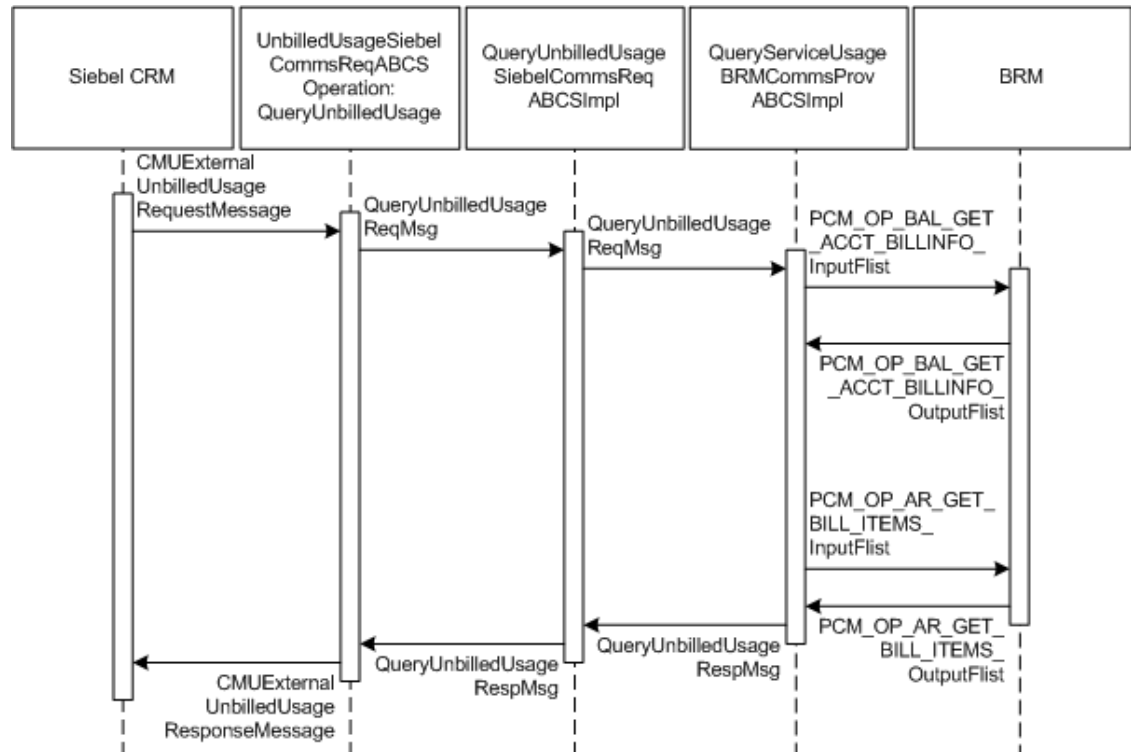 Siebel CRM
UnbilledUsageSiebel
CommsReqABCS
Operation:
QueryUnbilledUsage
QueryUnbilledUsage
SiebelCommsReq
ABCSImpl
QueryServiceUsage
BRMCommsProv
ABCSImpl
BRM
CMUExternal
UnbilledUsage
RequestMessage
QueryUnbilledUsage
ReqMsg
QueryUnbilledUsage
ReqMsg
PCM_OP_BAL_GET
_ACCT_BILLINFO_
InputFlist
PCM_OP_BAL_GET
_ACCT_BILLINFO_
OutputFlist
PCM_OP_AR_GET_
BILL_ITEMS_
InputFlist
PCM_OP_AR_GET_
BILL_ITEMS_
OutputFlist
QueryUnbilledUsage
RespMsg
QueryUnbilledUsage
RespMsg
CMUExternal
UnbilledUsage
ResponseMessage